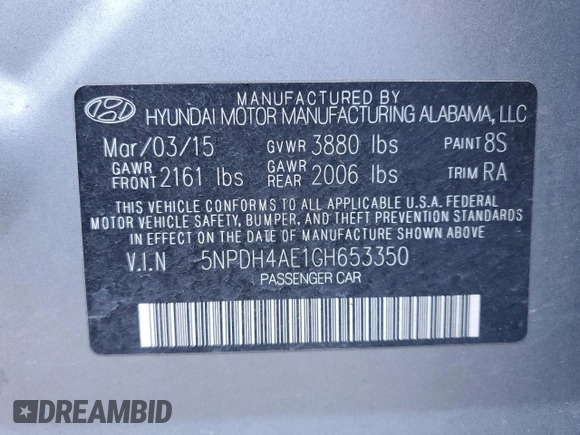 MANUFACTURED BY
HYUNDAI MOTOR MANUFACTURING ALABAMA, LLC
Mar/03/15 GVWR 3880 lbs PAINT 8S
GAWR FRONT 2161 lbs GAWR REAR 2006 lbs TRIM RA
THIS VEHICLE CONFORMS TO ALL APPLICABLE U.S.A. FEDERAL
MOTOR VEHICLE SAFETY, BUMPER, AND THEFT PREVENTION
STANDARDS IN EFFECT ON THE DATE OF MANUFACTURE SHOWN ABOVE.
V.I.N 5NPDH4AE1GH653350
PASSENGER CAR
DREAMBID